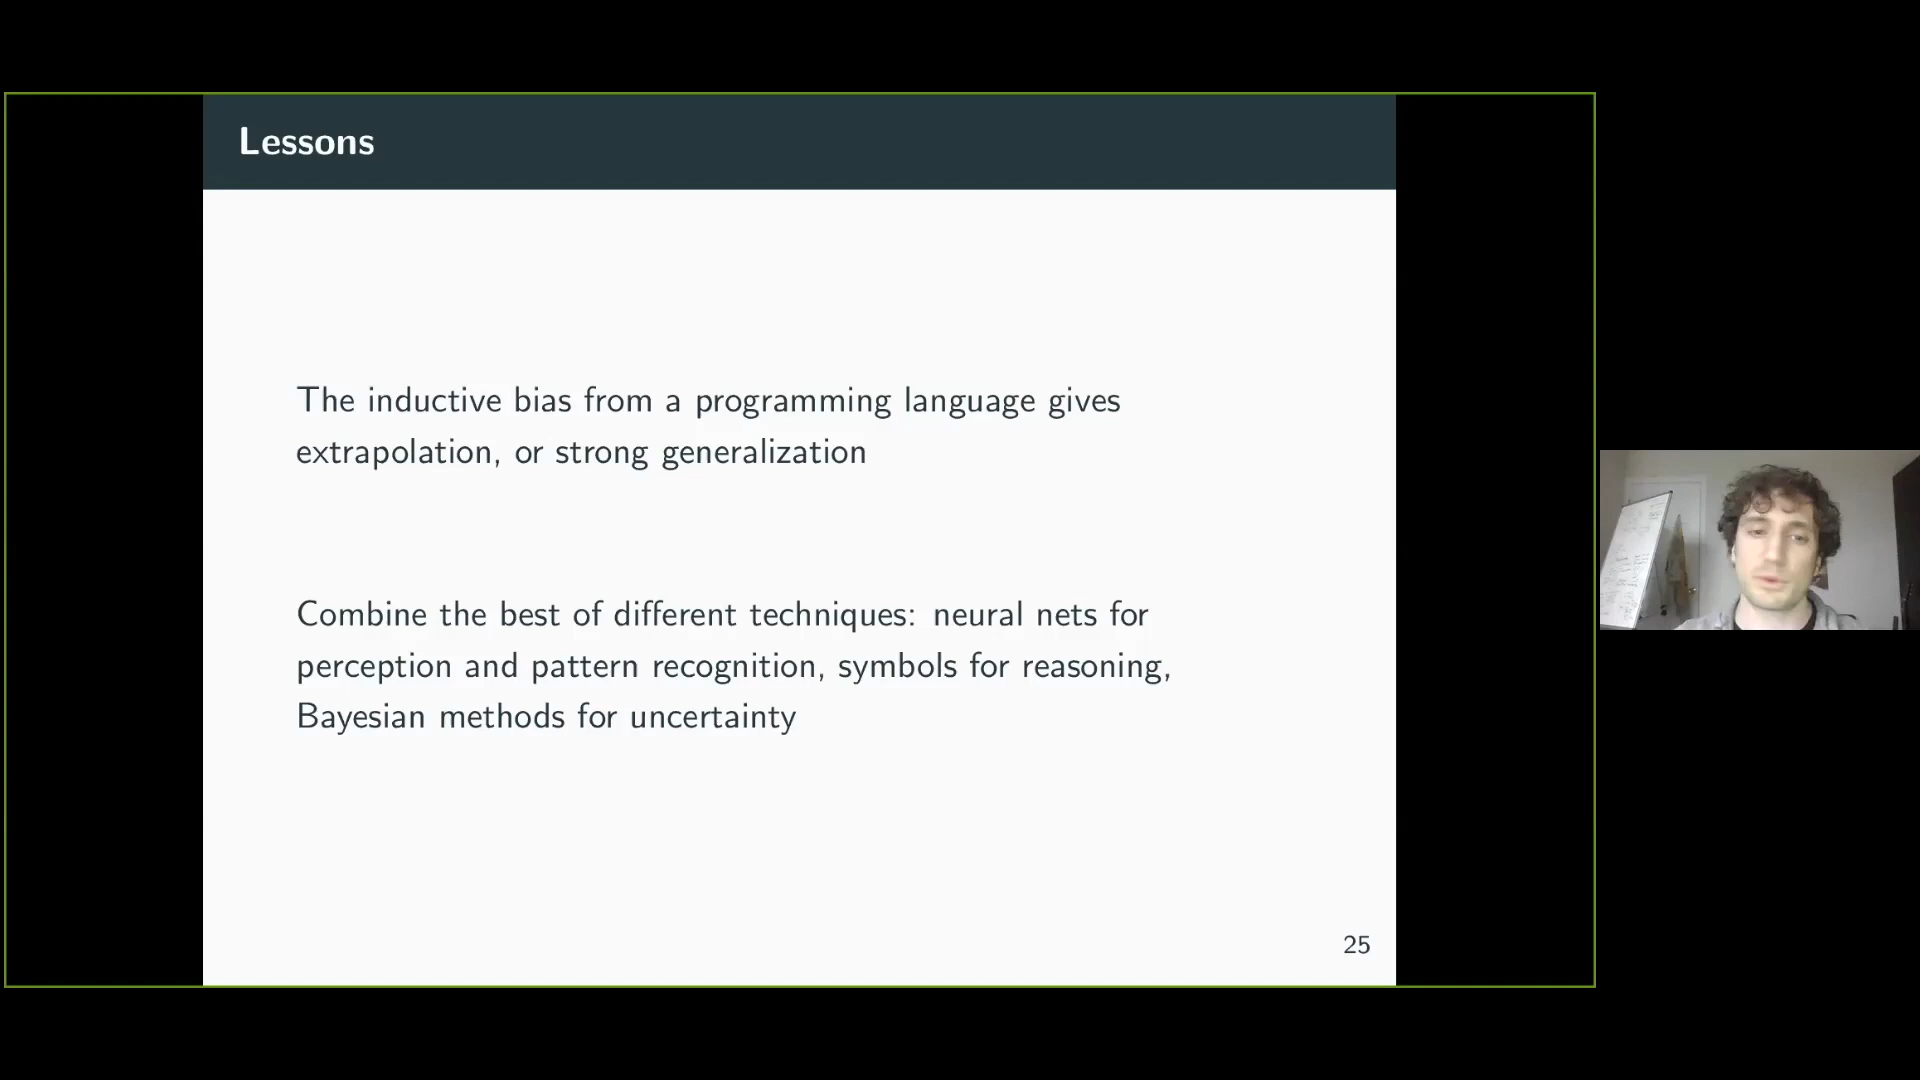 Lessons
The inductive bias from a programming language gives
extrapolation, or strong generalization
Combine the best of different techniques: neural nets for
perception and pattern recognition, symbols for reasoning,
Bayesian methods for uncertainty
25